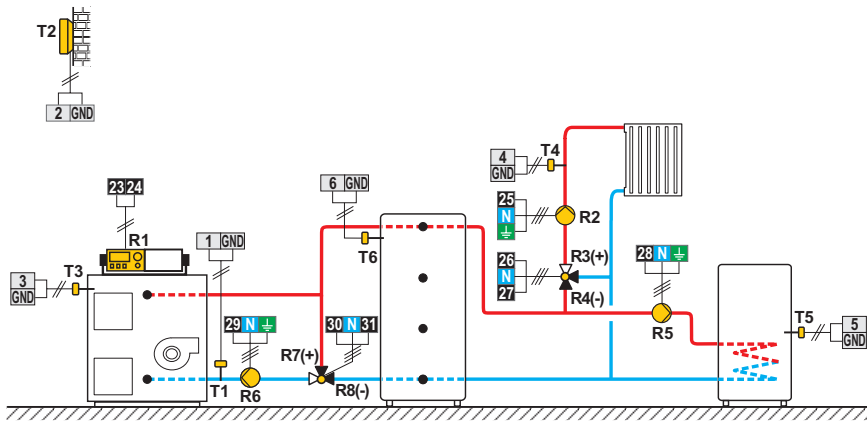 T2
2 GND
23 24
R1
1 GND
3
GND
T3
29 N
T1
R6
6 GND
T6
30 N 31
R7(+)
R8(-)
4
GND
T4
25
N
R2
26
N
27
R3(+)
R4(-)
28 N
R5
T5
5
GND